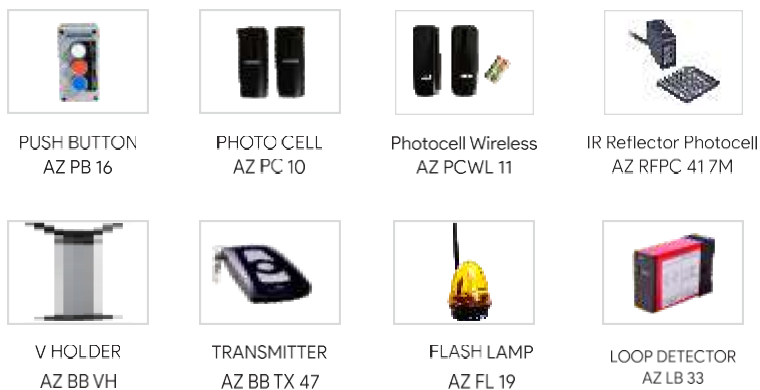 PUSH BUTTON
AZ PB 16
PHOTO CELL
AZ PC 10
Photocell Wireless
AZ PCWL 11
IR Reflector Photocell
AZ RFPC 41 7M
V HOLDER
AZ BB VH
TRANSMITTER
AZ BB TX 47
FLASH LAMP
AZ FL 19
LOOP DETECTOR
AZ LB 33